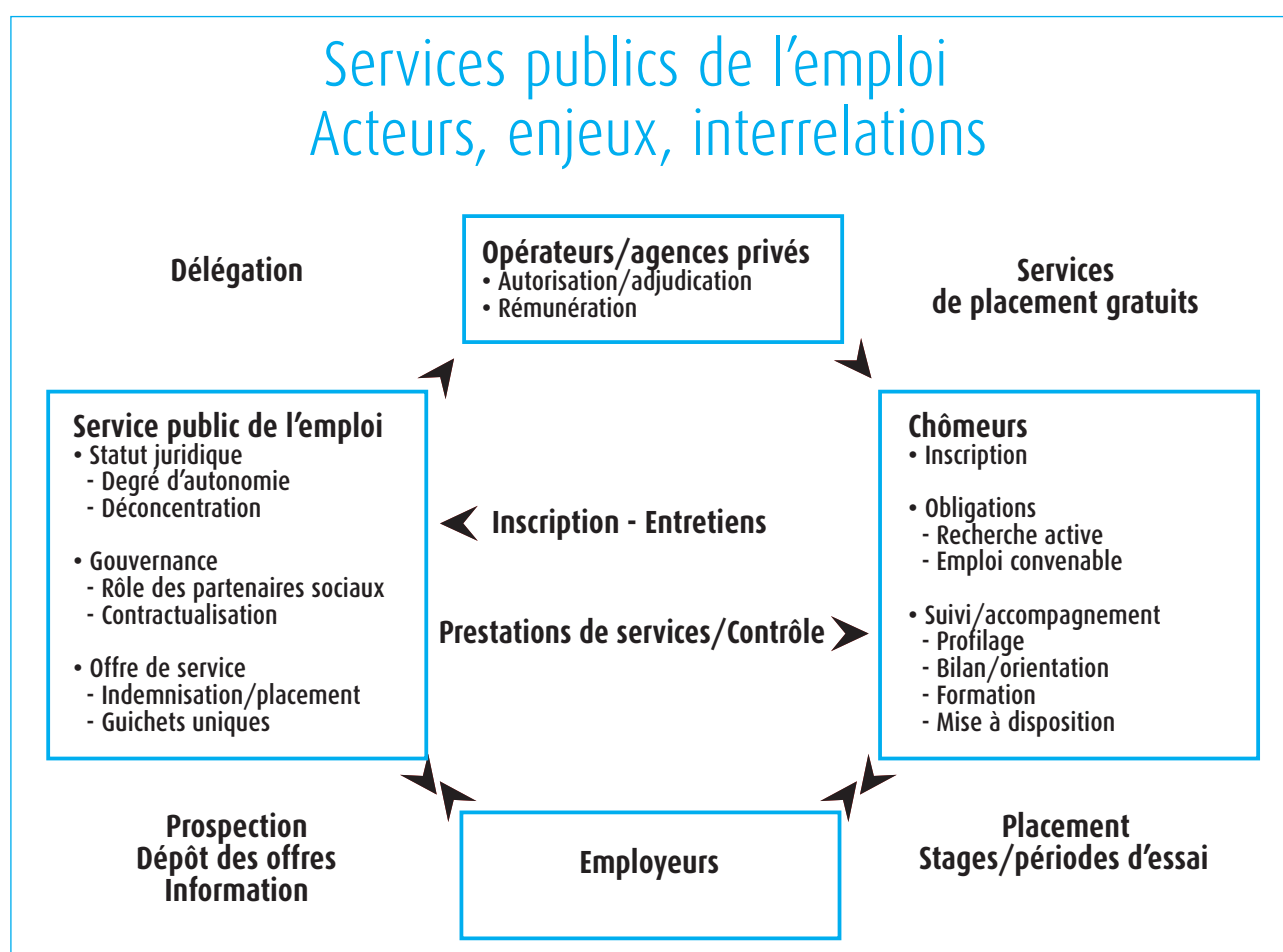 Services publics de l’emploi
Acteurs, enjeux, interrelations
Délégation
Opérateurs/agences privés
• Autorisation/adjudication
• Rémunération
Services
de placement gratuits
Service public de l’emploi
• Statut juridique
- Degré d’autonomie
- Déconcentration
• Gouvernance
- Rôle des partenaires sociaux
- Contractualisation
• Offre de service
- Indemnisation/placement
- Guichets uniques
Inscription - Entretiens
Prestations de services/Contrôle
Chômeurs
• Inscription
• Obligations
- Recherche active
- Emploi convenable
• Suivi/accompagnement
- Profilage
- Bilan/orientation
- Formation
- Mise à disposition
Prospection
Dépôt des offres
Information
Employeurs
Placement
Stages/périodes d’essai